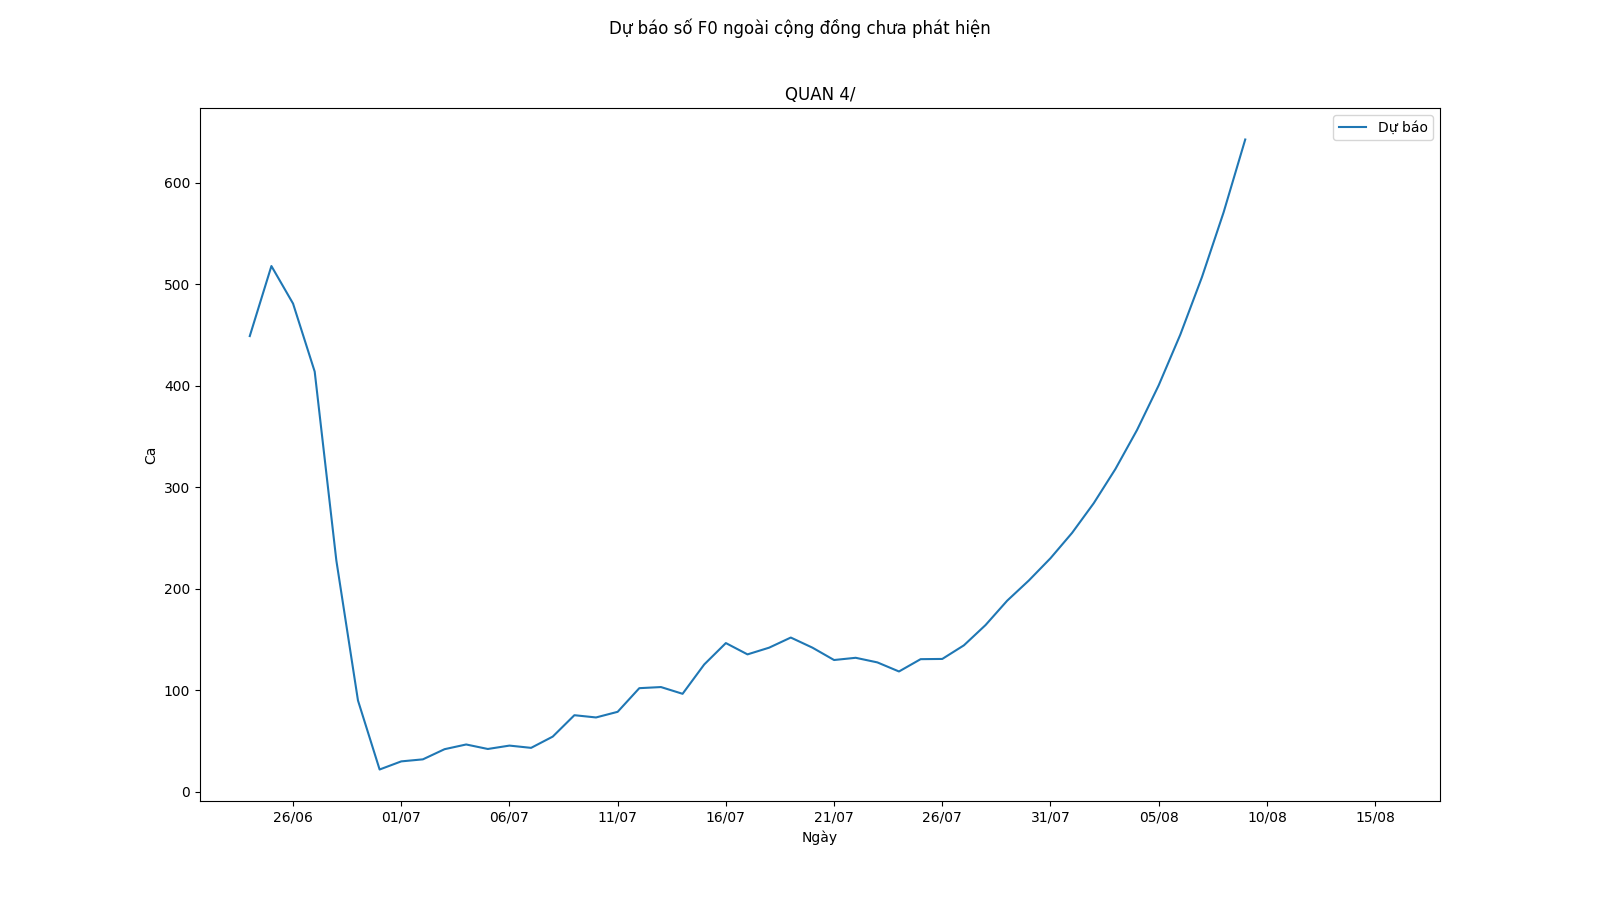 Dự báo số F0 ngoài cộng đồng chưa phát hiện
QUAN 4/
Dự báo
600
500
400
300
200
100
0
Ca
26/06 01/07 06/07 11/07 16/07 21/07 26/07 31/07 05/08 10/08 15/08
Ngày